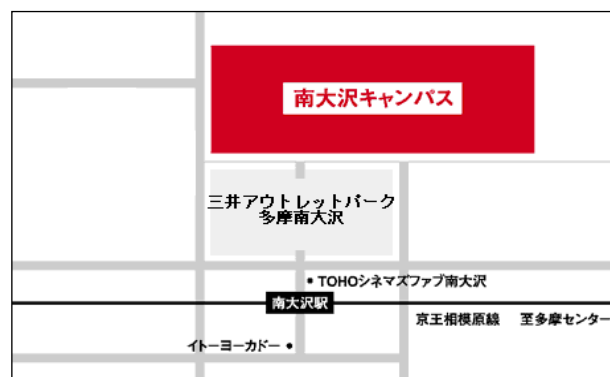 南大沢キャンパス
三井アウトレットパーク
多摩南大沢
TOHOシネマズファブ南大沢
南大沢駅
京王相模原線 至多摩センター
イトーヨーカドー